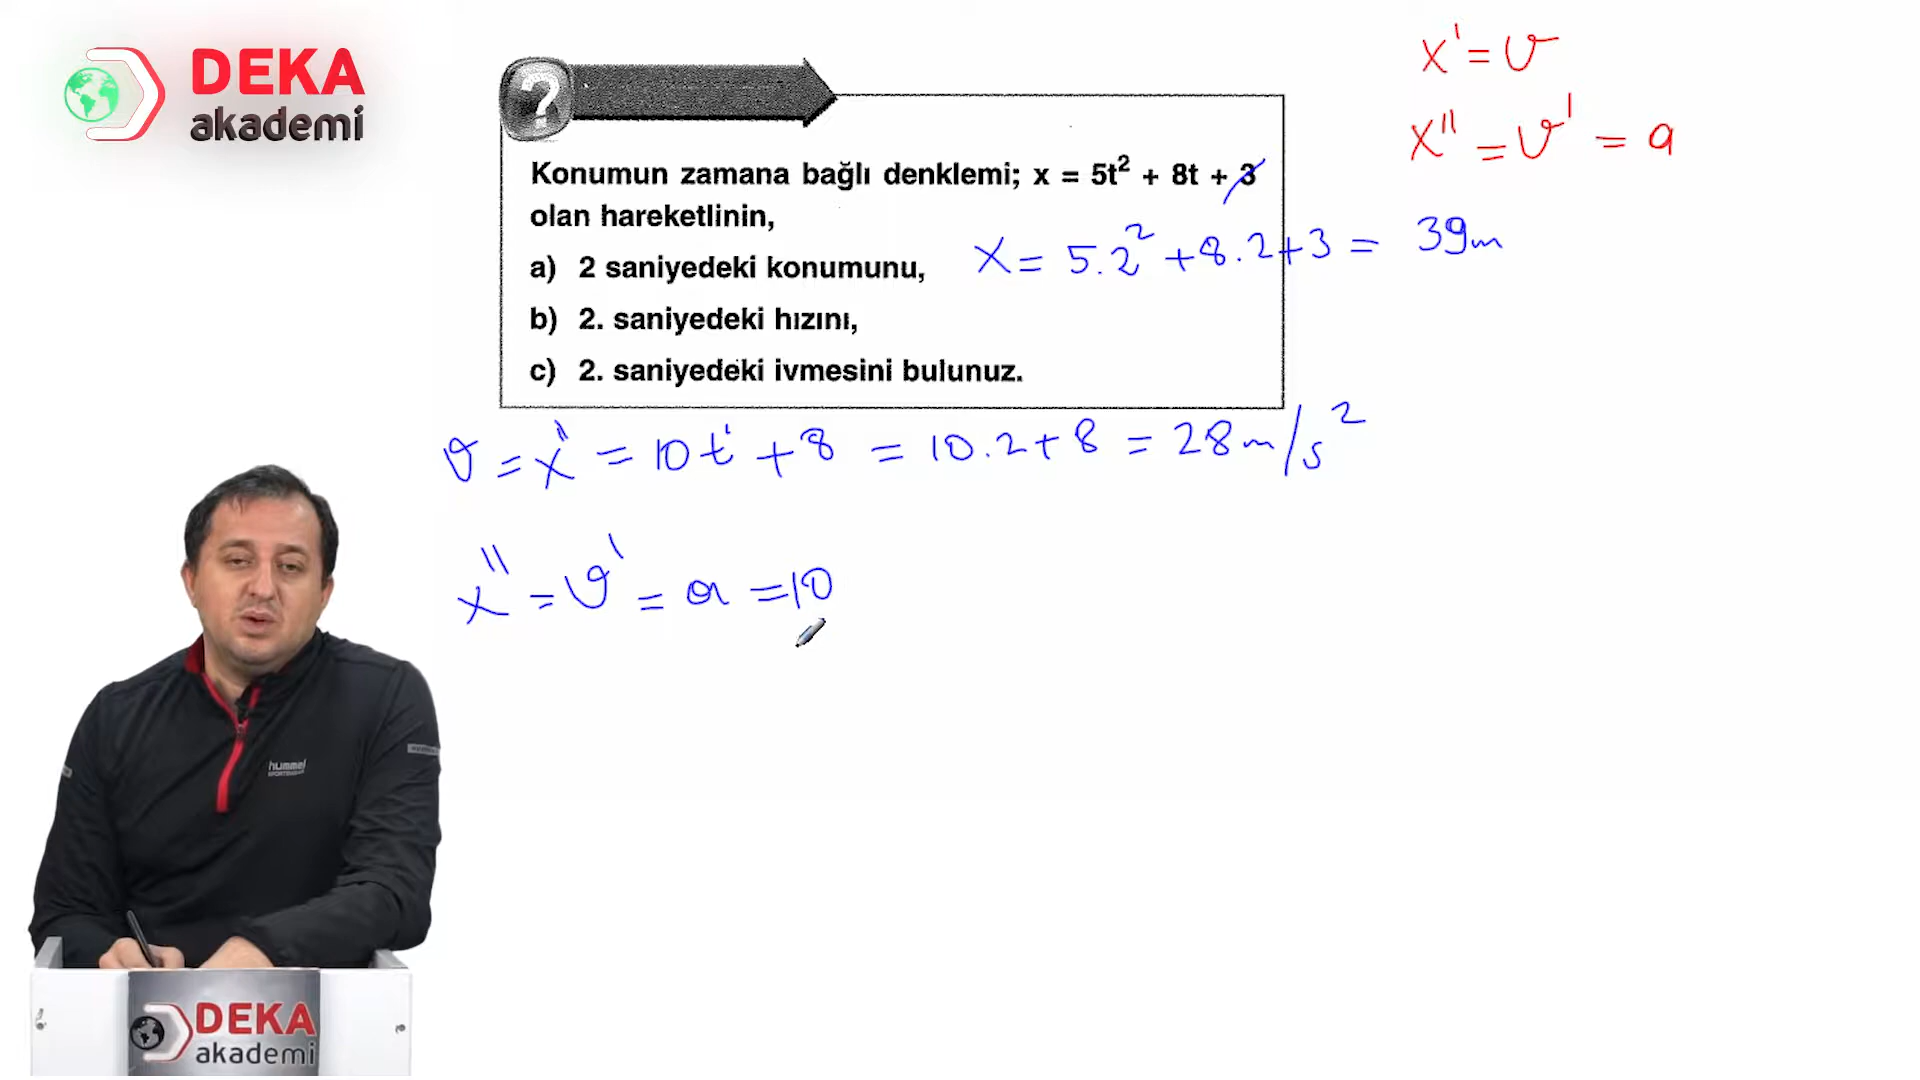 DEKA
akademi
x' = v
x'' = v' = a
?
Konumun zamana bağlı denklemi; x = 5t² + 8t + 3
olan hareketlinin,
a) 2 saniyedeki konumunu,
x = 5.2² + 8.2 + 3 = 39m
b) 2. saniyedeki hızını,
c) 2. saniyedeki ivmesini bulunuz.
v = x'' = 10t' + 8 = 10.2 + 8 = 28 m/s²
x'' = v' = a = 10
hummel
DEKA
akademi